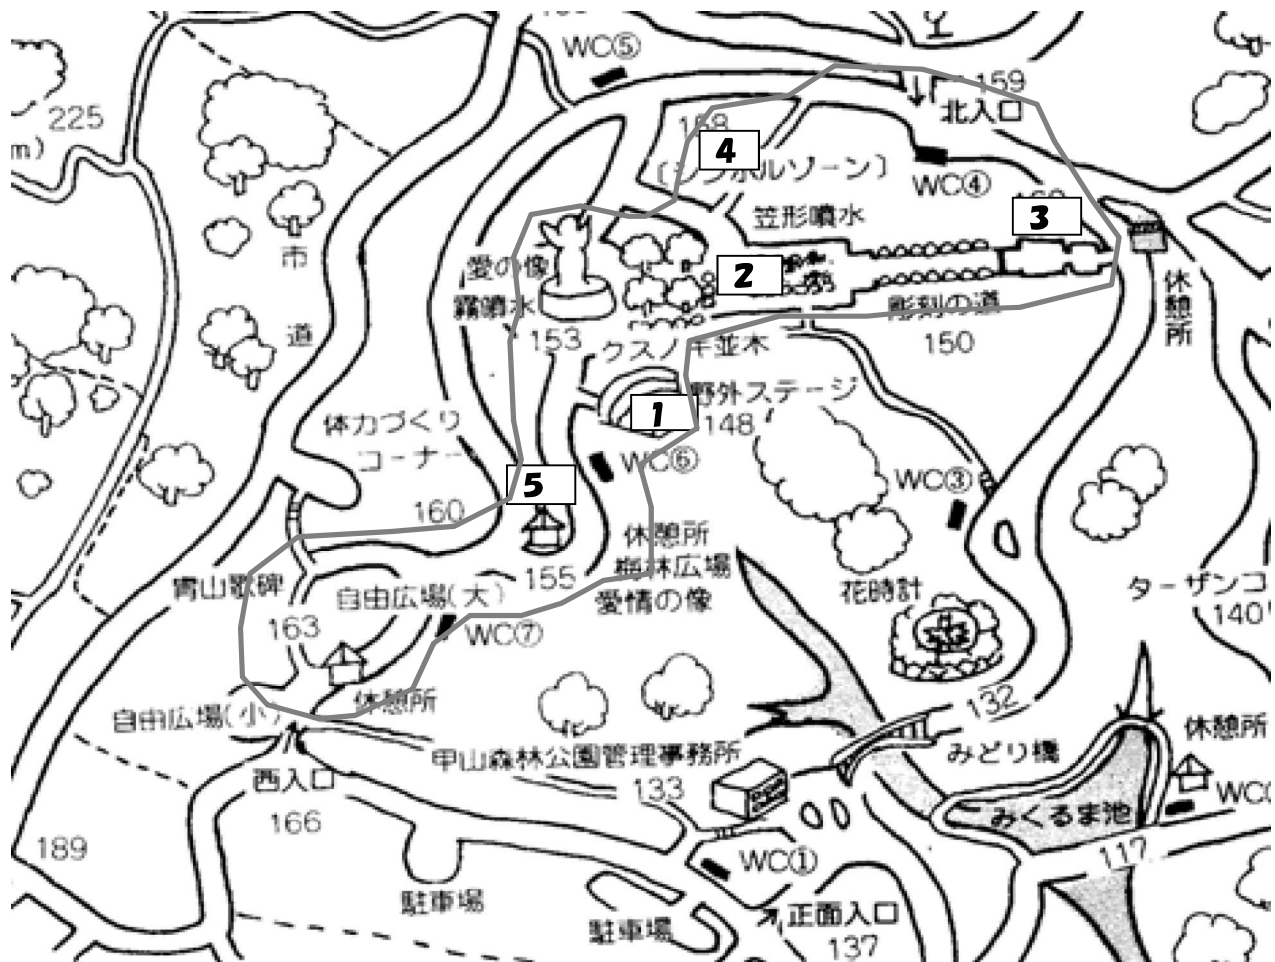 WC⑤
159
北入口
225
m)
4
〔シンボルゾーン〕
WC④
3
笠形噴水
市
道
愛の像
霧噴水
2
彫刻の道
休憩所
153
150
クスノキ並木
野外ステージ
1
148
体力づくり
コーナー
WC⑥
WC③
5
160
休憩所
梅林広場
愛情の像
155
花時計
ターザンコ
140
自由広場(大)
163
WC⑦
休憩所
自由広場(小)
132
甲山森林公園管理事務所
みどり橋
休憩所
西入口
133
WC
みくるま池
166
189
WC①
117
駐車場
駐車場
正面入口
137